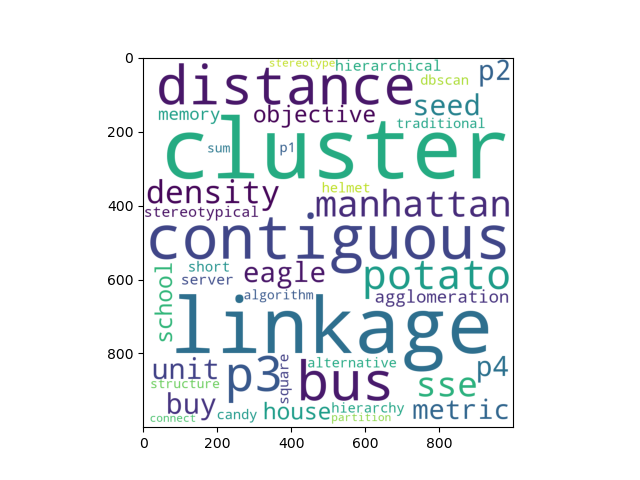 0
stereotype
hierarchical
p2
distance
dbscan
memory
objective
seed
traditional
200
cluster
sum
p1
density
helmet
400
stereotypical
manhattan
contiguous
short
eagle
potato
600
server
school
algorithm
agglomeration
linkage
800
unit
p3
square
alternative
bus
p4
structure
sse
buy
candy
house
hierarchy
metric
connect
partition
0
200
400
600
800